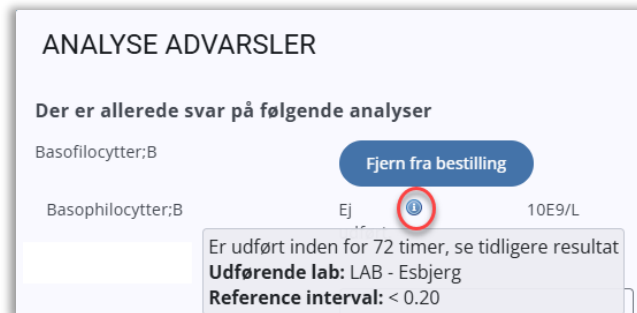 ANALYSE ADVARSLER
Der er allerede svar på følgende analyser
Basofilocytter;B
Fjern fra bestilling
Basophilocytter;B Ej 10E9/L
Er udført inden for 72 timer, se tidligere resultat
Udførende lab: LAB - Esbjerg
Reference interval: < 0.20